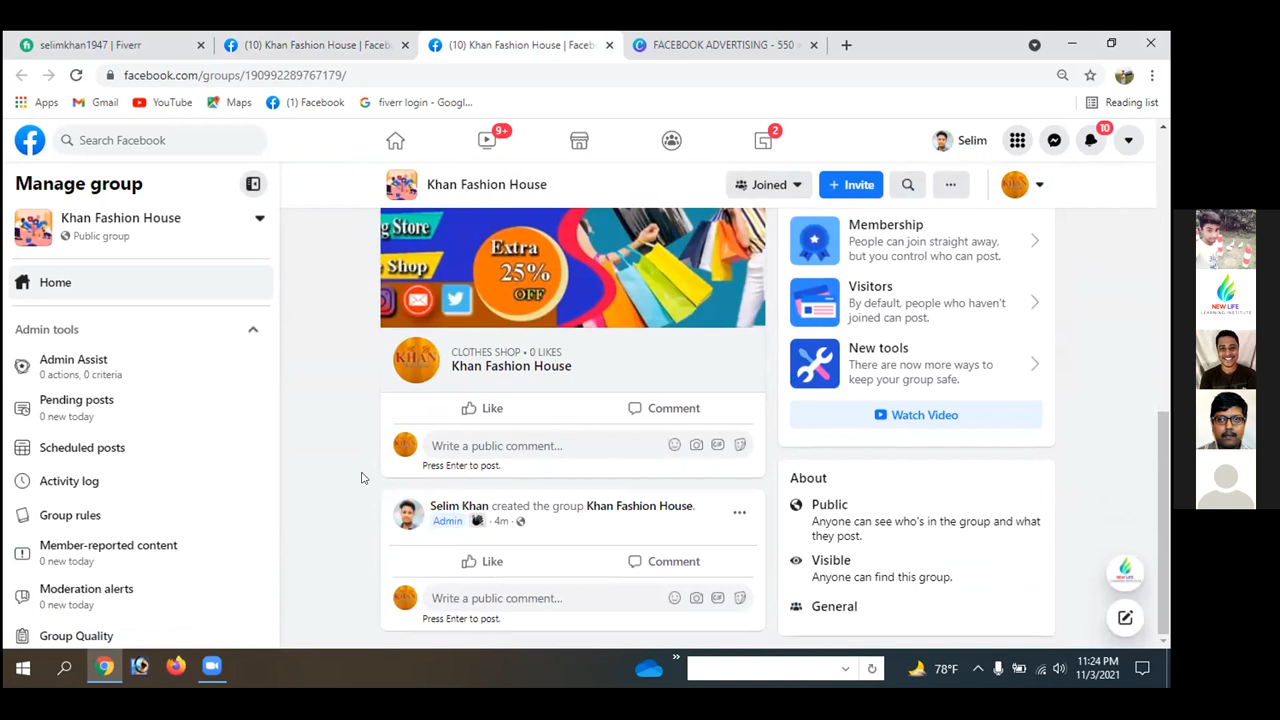 selimkhan1947 | Fiverr
(10) Khan Fashion House | Faceb
(10) Khan Fashion House | Faceb
FACEBOOK ADVERTISING - 550
facebook.com/groups/190992289767179/
Apps
Gmail
YouTube
Maps
(1) Facebook
fiverr login - Googl...
Reading list
Search Facebook
9+
2
Selim
10
Manage group
Khan Fashion House
Public group
Home
Admin tools
Admin Assist
0 actions, 0 criteria
Pending posts
0 new today
Scheduled posts
Activity log
Group rules
Member-reported content
0 new today
Moderation alerts
0 new today
Group Quality
Khan Fashion House
Joined
Invite
g Store
Shop
Extra
25%
OFF
KHAN
CLOTHES SHOP • 0 LIKES
Khan Fashion House
Like
Comment
Write a public comment...
Press Enter to post.
Selim Khan created the group Khan Fashion House.
Admin · 4m ·
Like
Comment
Write a public comment...
Press Enter to post.
Membership
People can join straight away,
but you control who can post.
Visitors
By default, people who haven't
joined can post.
New tools
There are now more ways to
keep your group safe.
Watch Video
About
Public
Anyone can see who's in the group and what
they post.
Visible
Anyone can find this group.
General
NEW LIFE
LEARNING INSTITUTE
78°F
11:24 PM
11/3/2021